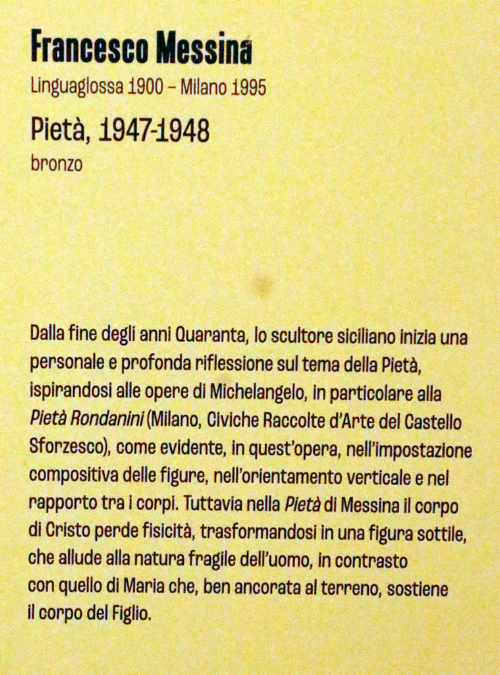 Francesco Messina
Linguaglossa 1900 – Milano 1995
Pietà, 1947-1948
bronzo
Dalla fine degli anni Quaranta, lo scultore siciliano inizia una
personale e profonda riflessione sul tema della Pietà,
ispirandosi alle opere di Michelangelo, in particolare alla
Pietà Rondanini (Milano, Civiche Raccolte d'Arte del Castello
Sforzesco), come evidente, in quest'opera, nell'impostazione
compositiva delle figure, nell'orientamento verticale e nel
rapporto tra i corpi. Tuttavia nella Pietà di Messina il corpo
di Cristo perde fisicità, trasformandosi in una figura sottile,
che allude alla natura fragile dell'uomo, in contrasto
con quello di Maria che, ben ancorata al terreno, sostiene
il corpo del Figlio.